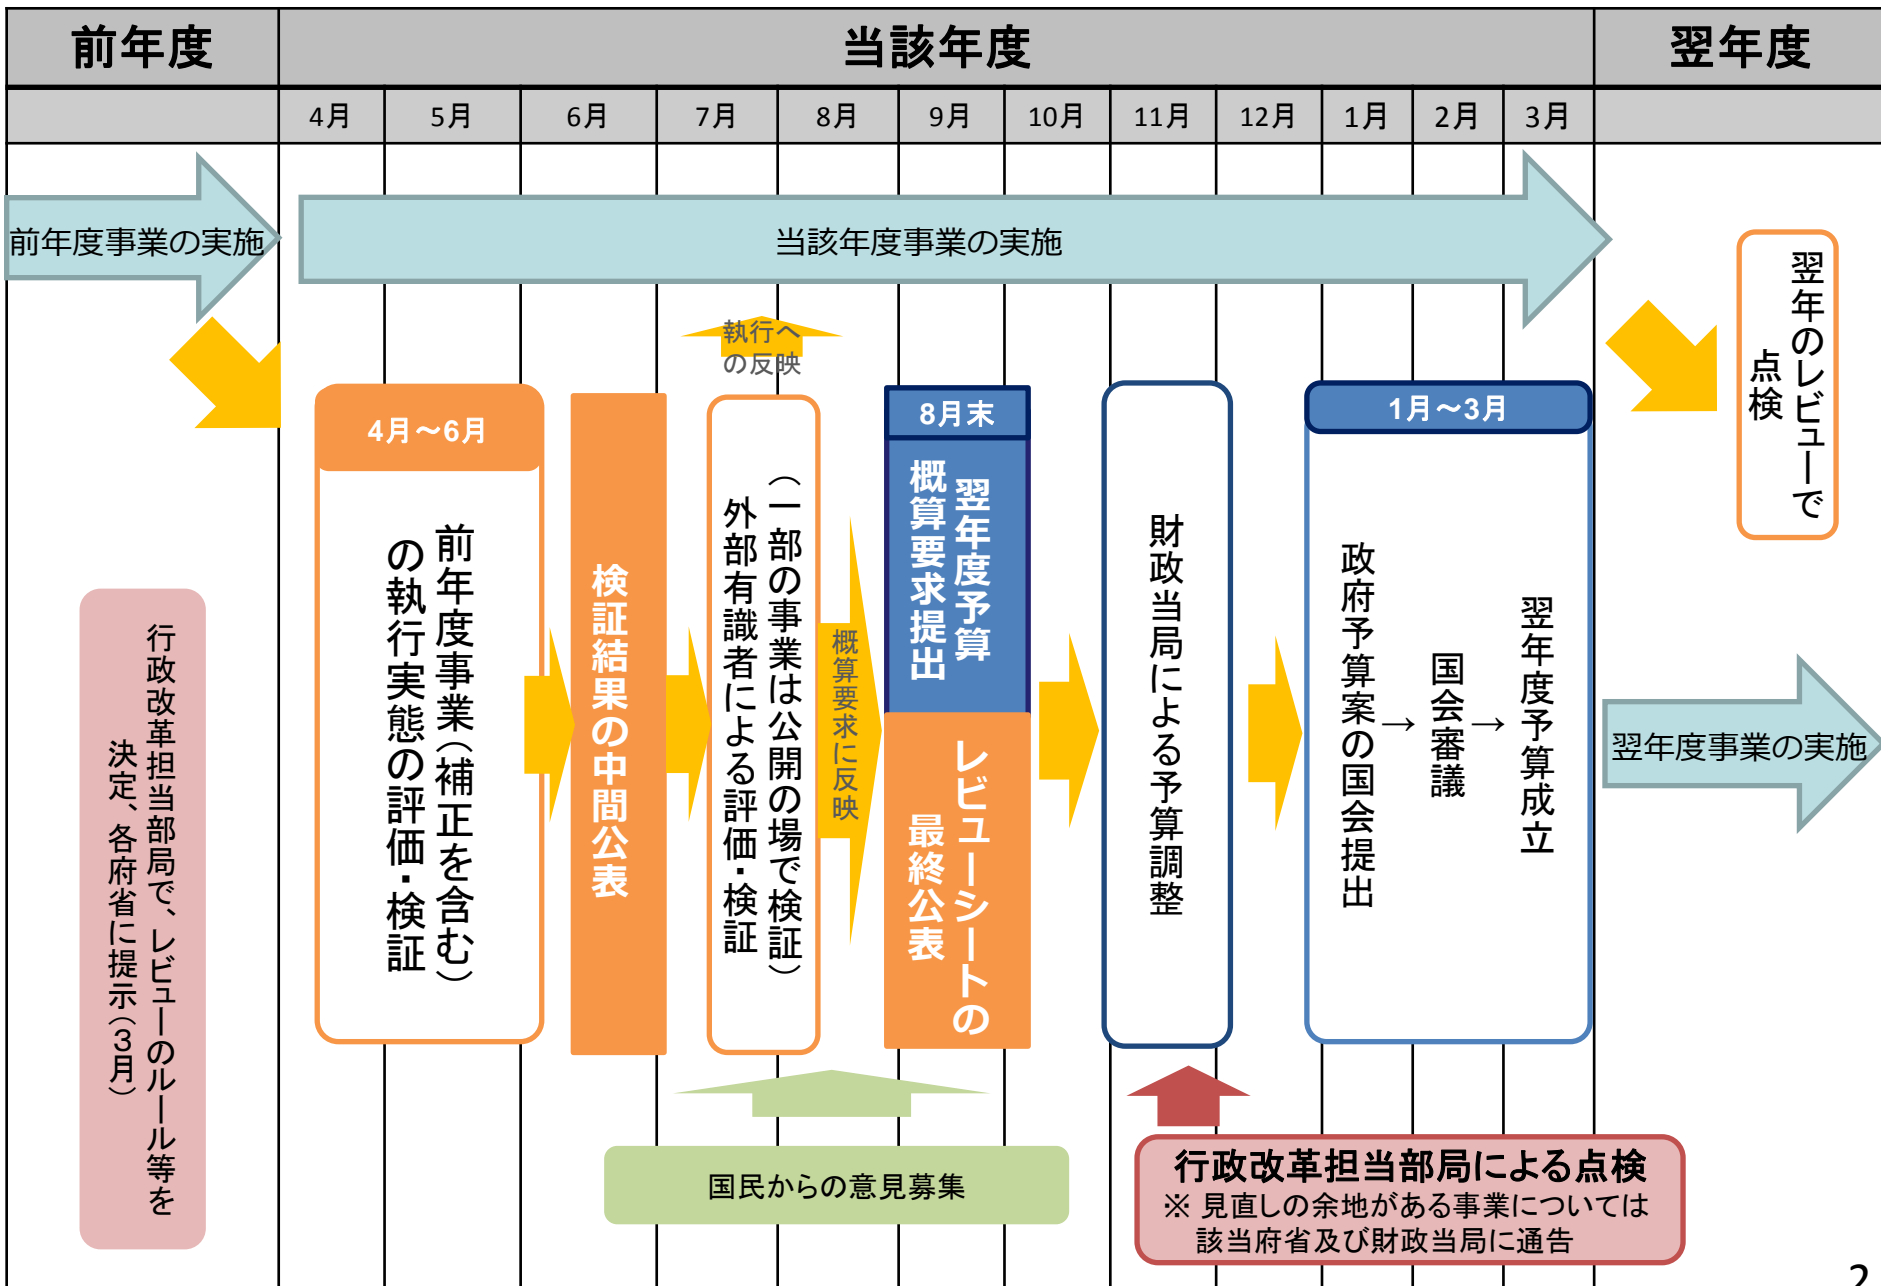 前年度
当該年度
翌年度
4月
5月
6月
7月
8月
9月
10月
11月
12月
1月
2月
3月
前年度事業の実施
当該年度事業の実施
翌年のレビューで
点検
執行へ
の反映
4月～6月
前年度事業（補正を含む）
の執行実態の評価・検証
検証結果の中間公表
（一部の事業は公開の場で検証）
外部有識者による評価・検証
概算要求に反映
8月末
翌年度予算
概算要求提出
レビューシートの
最終公表
財政当局による予算調整
1月～3月
政府予算案の国会提出
→
国会審議
→
翌年度予算成立
翌年度事業の実施
行政改革担当部局で、レビューのルール等を
決定、各府省に提示（３月）
国民からの意見募集
行政改革担当部局による点検
※ 見直しの余地がある事業については
該当府省及び財政当局に通告
2